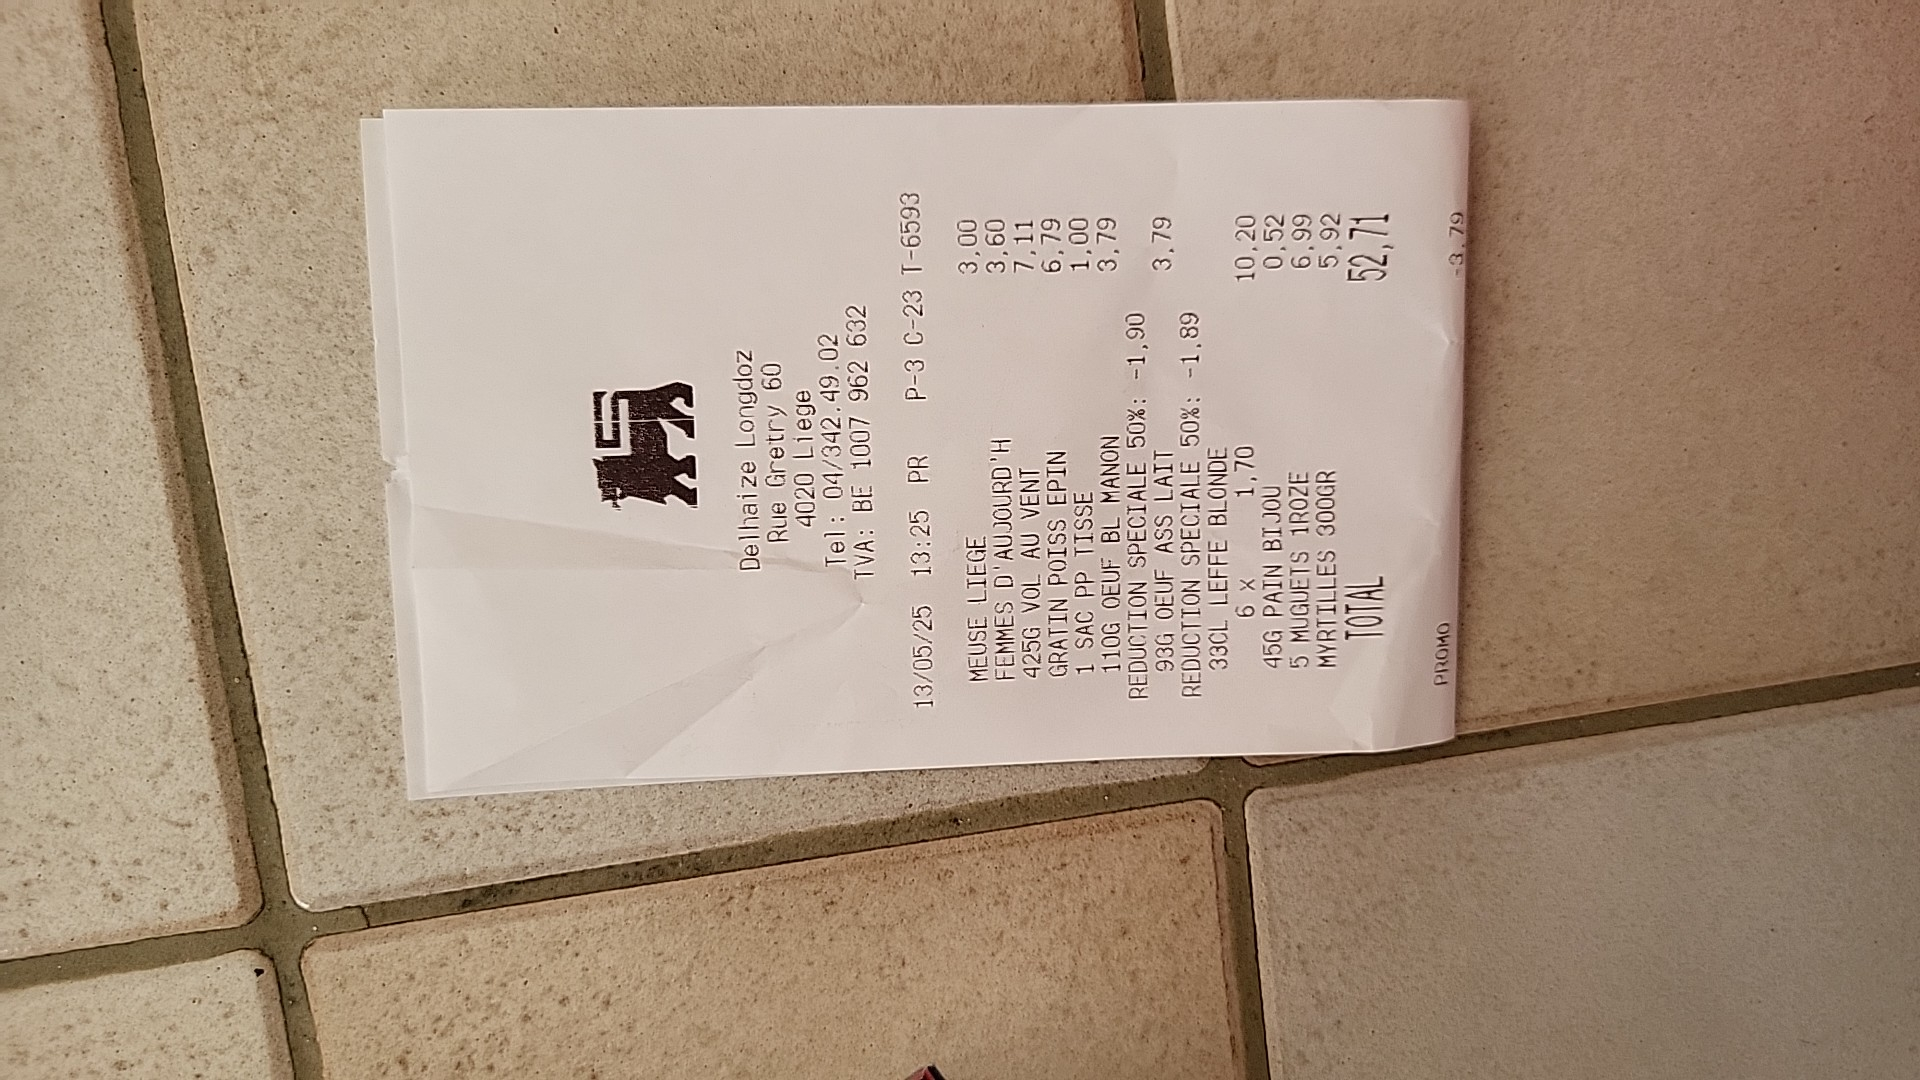 Delhaize Longdoz
Rue Gretry 60
4020 Liege
Tel: 04/342.49.02
TVA: BE 1007 962 632
13/05/25 13:25 PR P-3 C-23 T-6593
MEUSE LIEGE 3,00
FEMMES D'AUJOURD'H 3,60
425G VOL AU VENT 7,11
GRATIN POISS EPIN 6,79
1 SAC PP TISSE 1,00
110G OEUF BL MANON 3,79
REDUCTION SPECIALE 50%: -1,90
93G OEUF ASS LAIT 3,79
REDUCTION SPECIALE 50%: -1,89
33CL LEFFE BLONDE
6 x 1,70 10,20
45G PAIN BIJOU 0,52
5 MUGUETS 1ROZE 6,99
MYRTILLES 300GR 5,92
TOTAL 52,71
PROMO -3,79